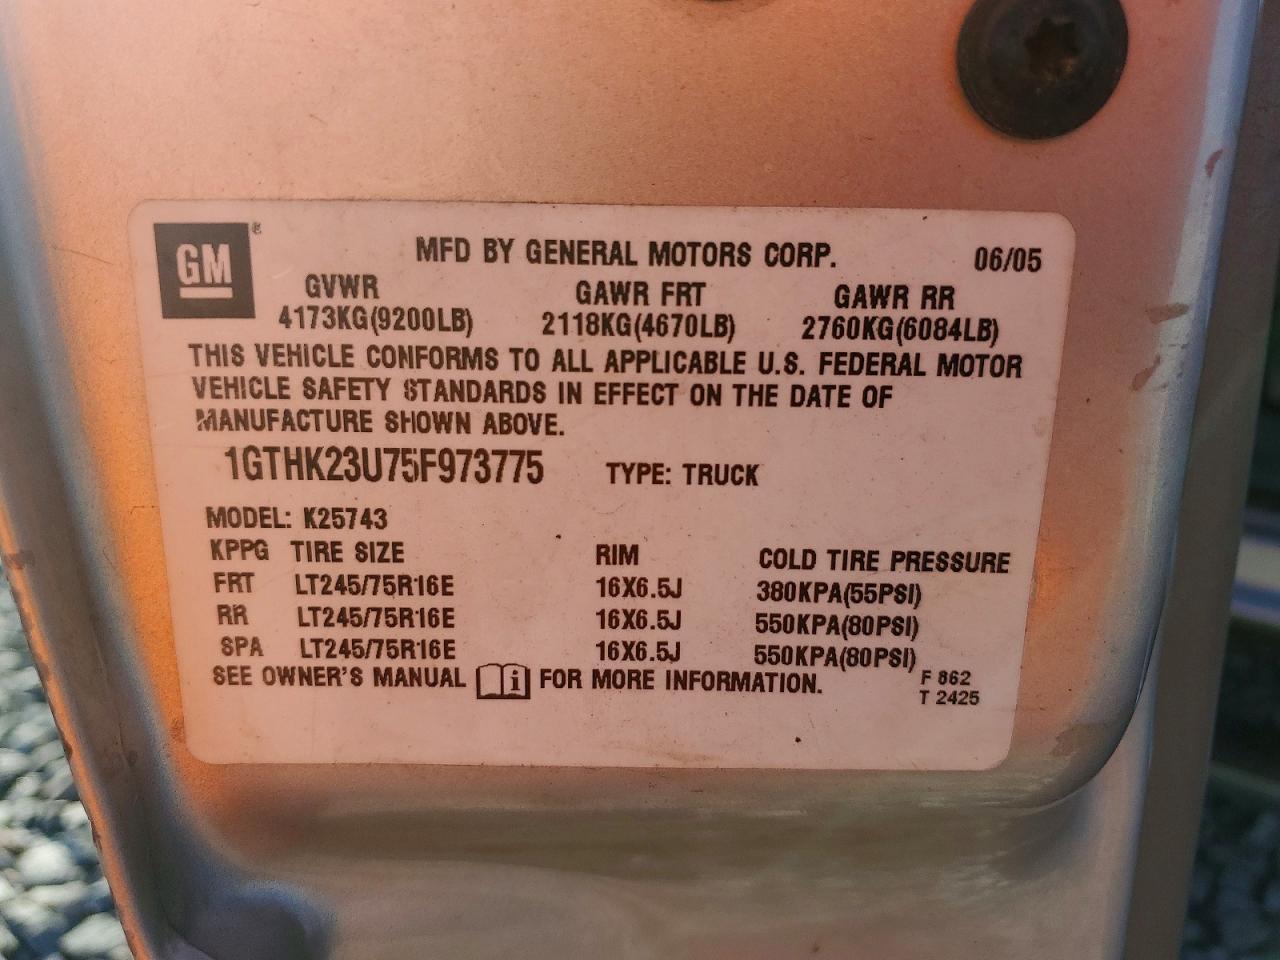 GM®
MFD BY GENERAL MOTORS CORP. 06/05
GVWR GAWR FRT GAWR RR
4173KG(9200LB) 2118KG(4670LB) 2760KG(6084LB)
THIS VEHICLE CONFORMS TO ALL APPLICABLE U.S. FEDERAL MOTOR
VEHICLE SAFETY STANDARDS IN EFFECT ON THE DATE OF
MANUFACTURE SHOWN ABOVE.
1GTHK23U75F973775 TYPE: TRUCK
MODEL: K25743
KPPG TIRE SIZE RIM COLD TIRE PRESSURE
FRT LT245/75R16E 16X6.5J 380KPA(55PSI)
RR LT245/75R16E 16X6.5J 550KPA(80PSI)
SPA LT245/75R16E 16X6.5J 550KPA(80PSI)
SEE OWNER'S MANUAL i FOR MORE INFORMATION.
F 862
T 2425